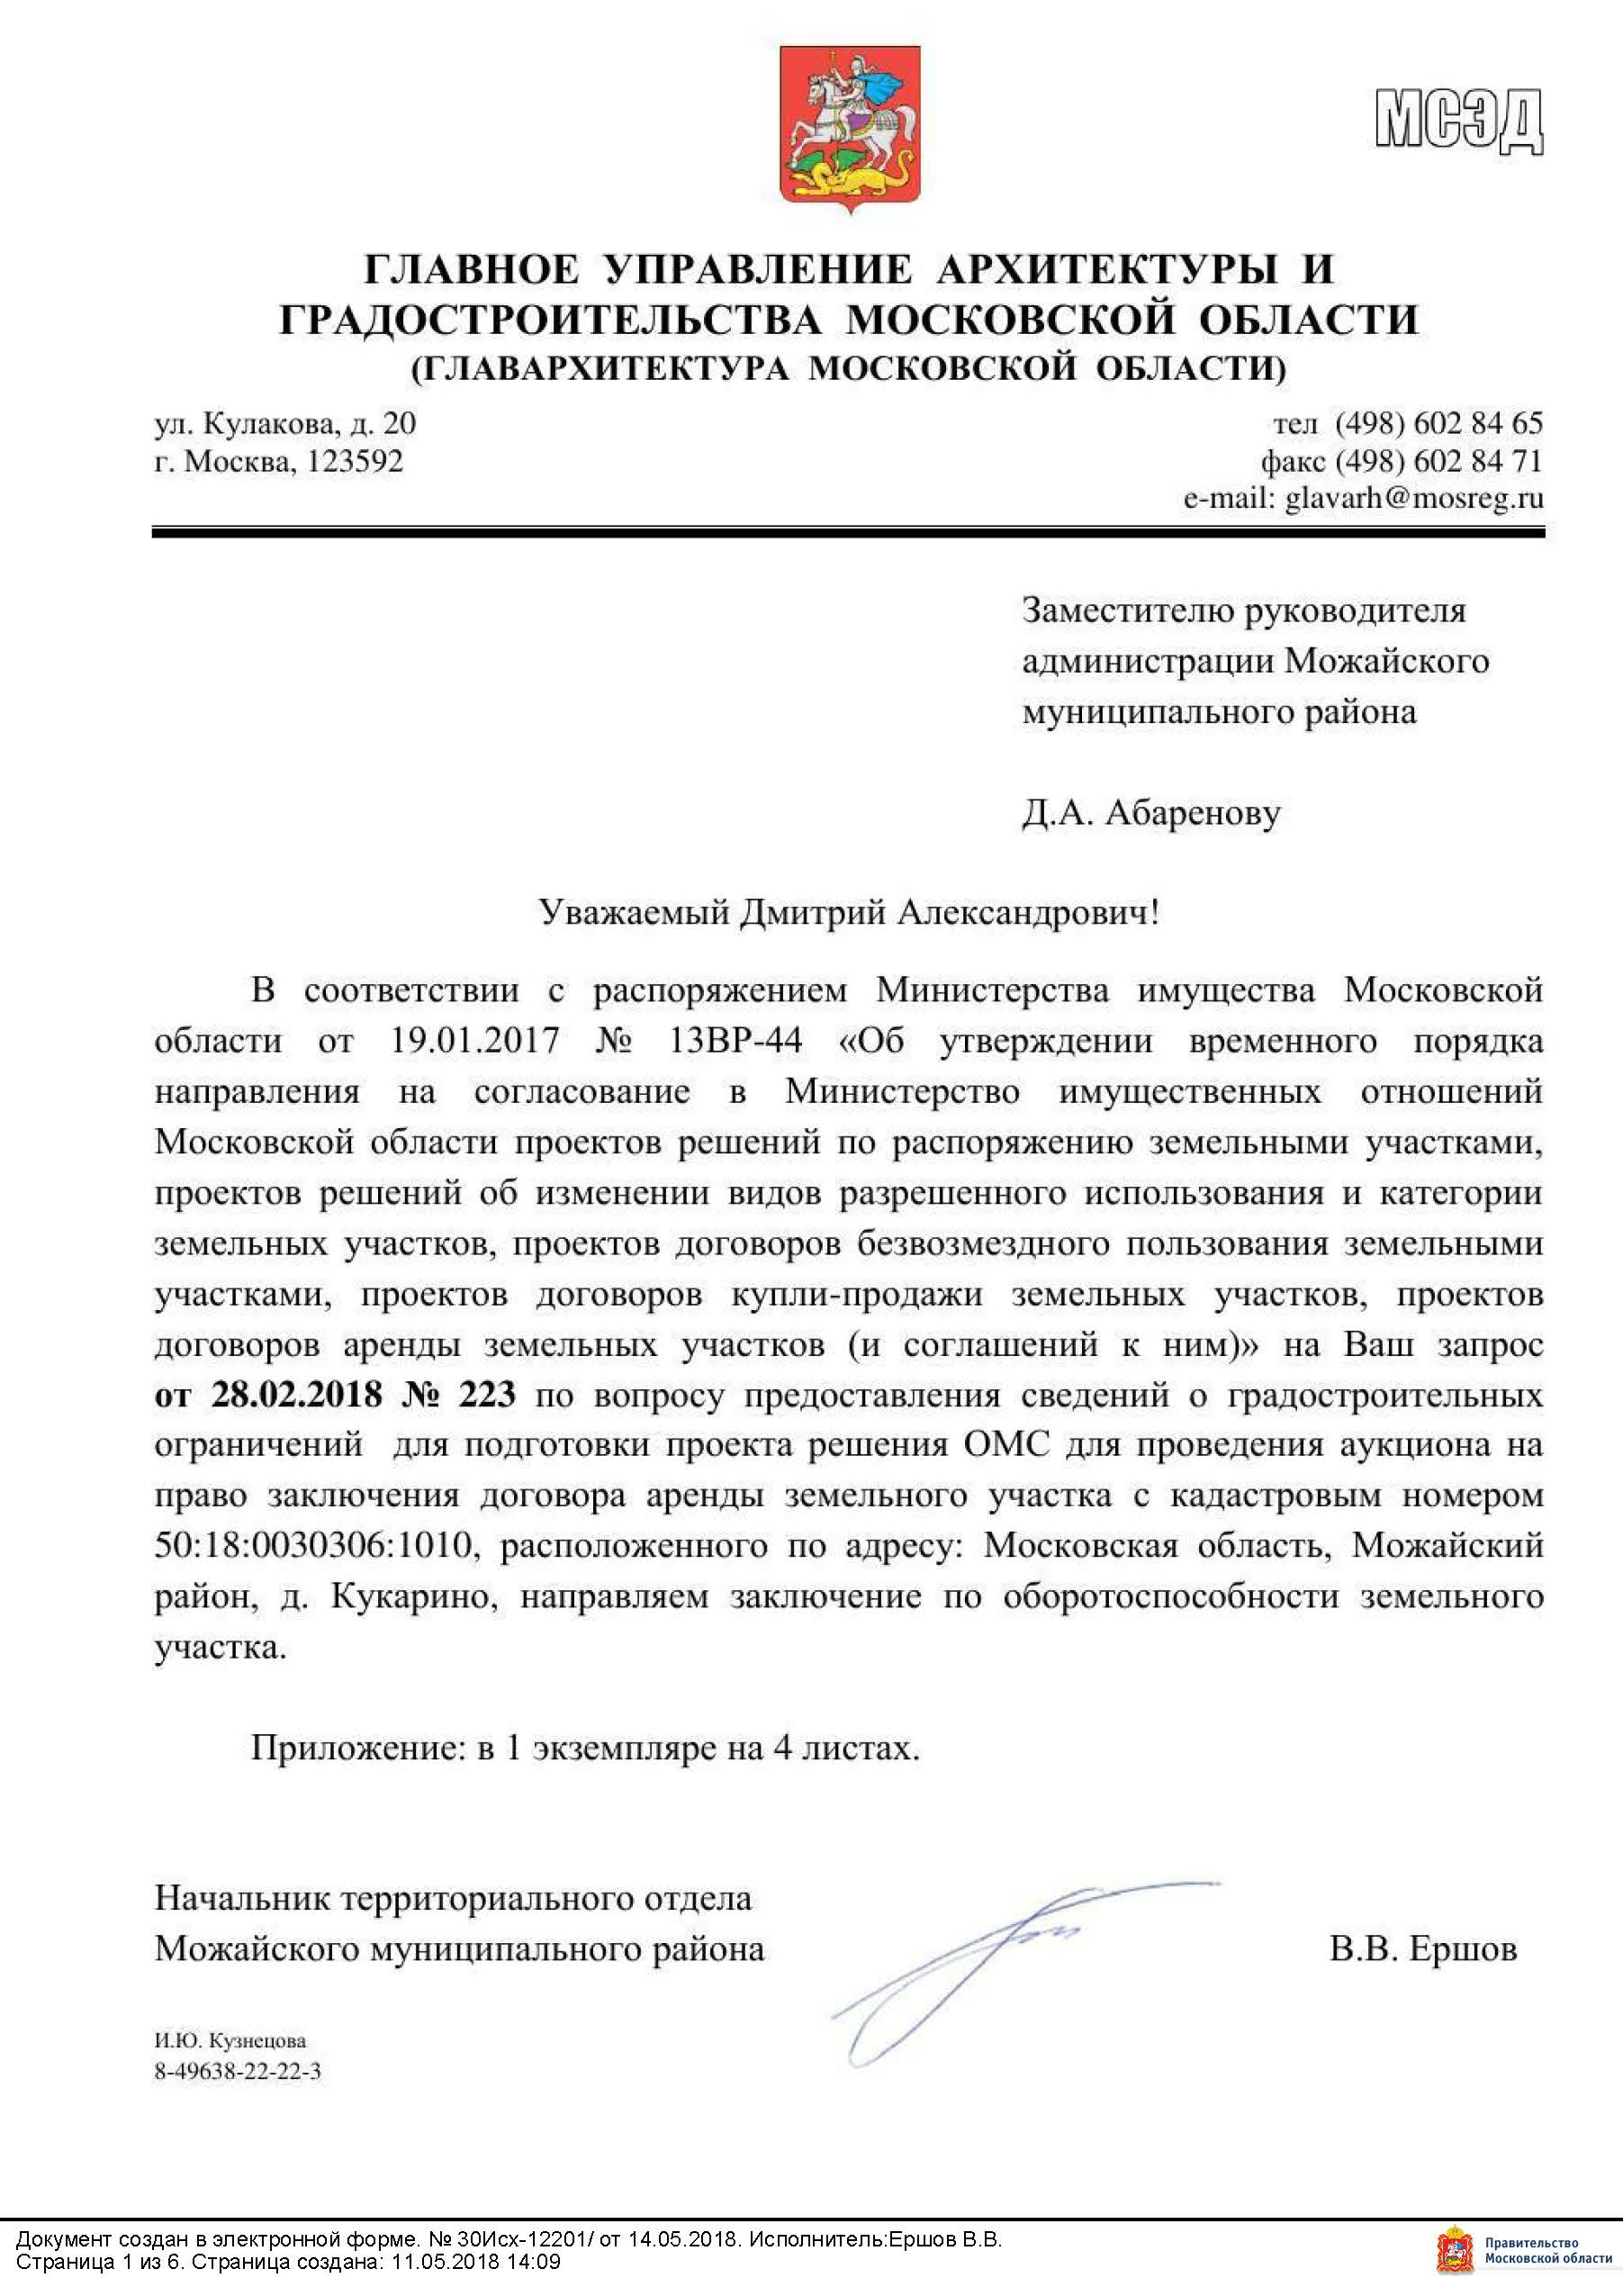 МСЭД
ГЛАВНОЕ УПРАВЛЕНИЕ АРХИТЕКТУРЫ И
ГРАДОСТРОИТЕЛЬСТВА МОСКОВСКОЙ ОБЛАСТИ
(ГЛАВАРХИТЕКТУРА МОСКОВСКОЙ ОБЛАСТИ)
ул. Кулакова, д. 20
г. Москва, 123592
тел (498) 602 84 65
факс (498) 602 84 71
e-mail: glavarh@mosreg.ru
Заместителю руководителя
администрации Можайского
муниципального района
Д.А. Абаренову
Уважаемый Дмитрий Александрович!
В соответствии с распоряжением Министерства имущества Московской
области от 19.01.2017 № 13ВР-44 «Об утверждении временного порядка
направления на согласование в Министерство имущественных отношений
Московской области проектов решений по распоряжению земельными участками,
проектов решений об изменении видов разрешенного использования и категории
земельных участков, проектов договоров безвозмездного пользования земельными
участками, проектов договоров купли-продажи земельных участков, проектов
договоров аренды земельных участков (и соглашений к ним)» на Ваш запрос
от 28.02.2018 № 223 по вопросу предоставления сведений о градостроительных
ограничений для подготовки проекта решения ОМС для проведения аукциона на
право заключения договора аренды земельного участка с кадастровым номером
50:18:0030306:1010, расположенного по адресу: Московская область, Можайский
район, д. Кукарино, направляем заключение по оборотоспособности земельного
участка.
Приложение: в 1 экземпляре на 4 листах.
Начальник территориального отдела
Можайского муниципального района
В.В. Ершов
И.Ю. Кузнецова
8-49638-22-22-3
Документ создан в электронной форме. № 30Исх-12201/ от 14.05.2018. Исполнитель:Ершов В.В.
Страница 1 из 6. Страница создана: 11.05.2018 14:09
Правительство
Московской области